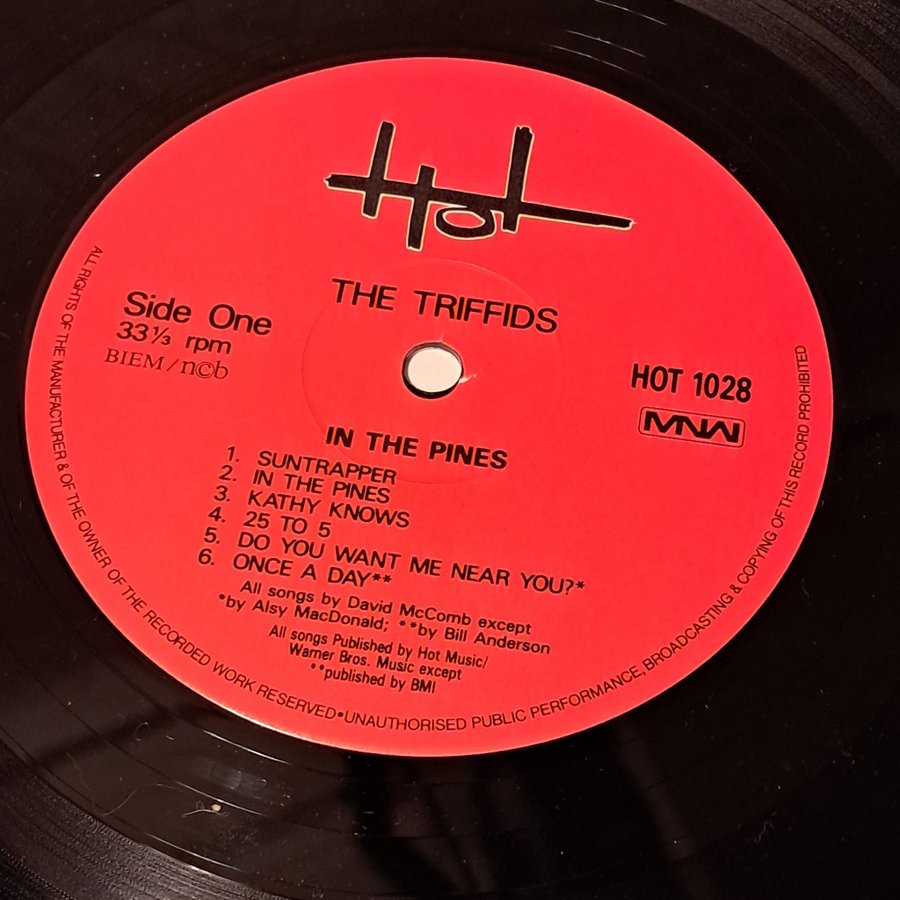 Hot
THE TRIFFIDS
Side One
33⅓ rpm
BIEM/n©b
HOT 1028
MNW
IN THE PINES
1. SUNTRAPPER
2. IN THE PINES
3. KATHY KNOWS
4. 25 TO 5
5. DO YOU WANT ME NEAR YOU?*
6. ONCE A DAY**
All songs by David McComb except
*by Alsy MacDonald; **by Bill Anderson
All songs Published by Hot Music/
Warner Bros. Music except
**published by BMI
ALL RIGHTS OF THE MANUFACTURER & OF THE OWNER OF THE RECORDED WORK RESERVED•UNAUTHORISED PUBLIC PERFORMANCE, BROADCASTING & COPYING OF THIS RECORD PROHIBITED